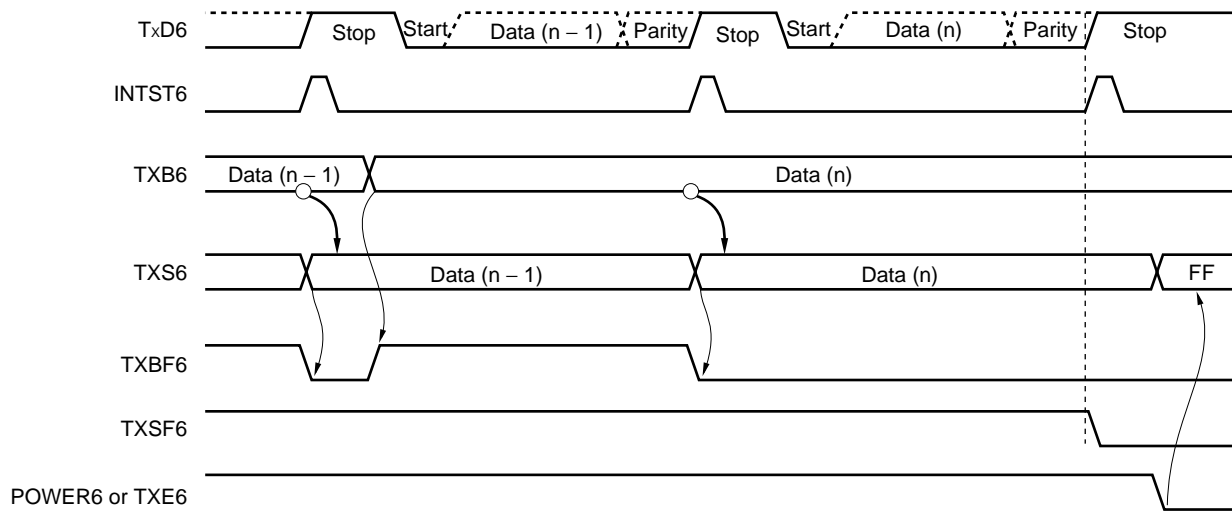 TxD6 Stop Start Data (n − 1) Parity Stop Start Data (n) Parity Stop
INTST6
TXB6 Data (n − 1) Data (n)
TXS6 Data (n − 1) Data (n) FF
TXBF6
TXSF6
POWER6 or TXE6